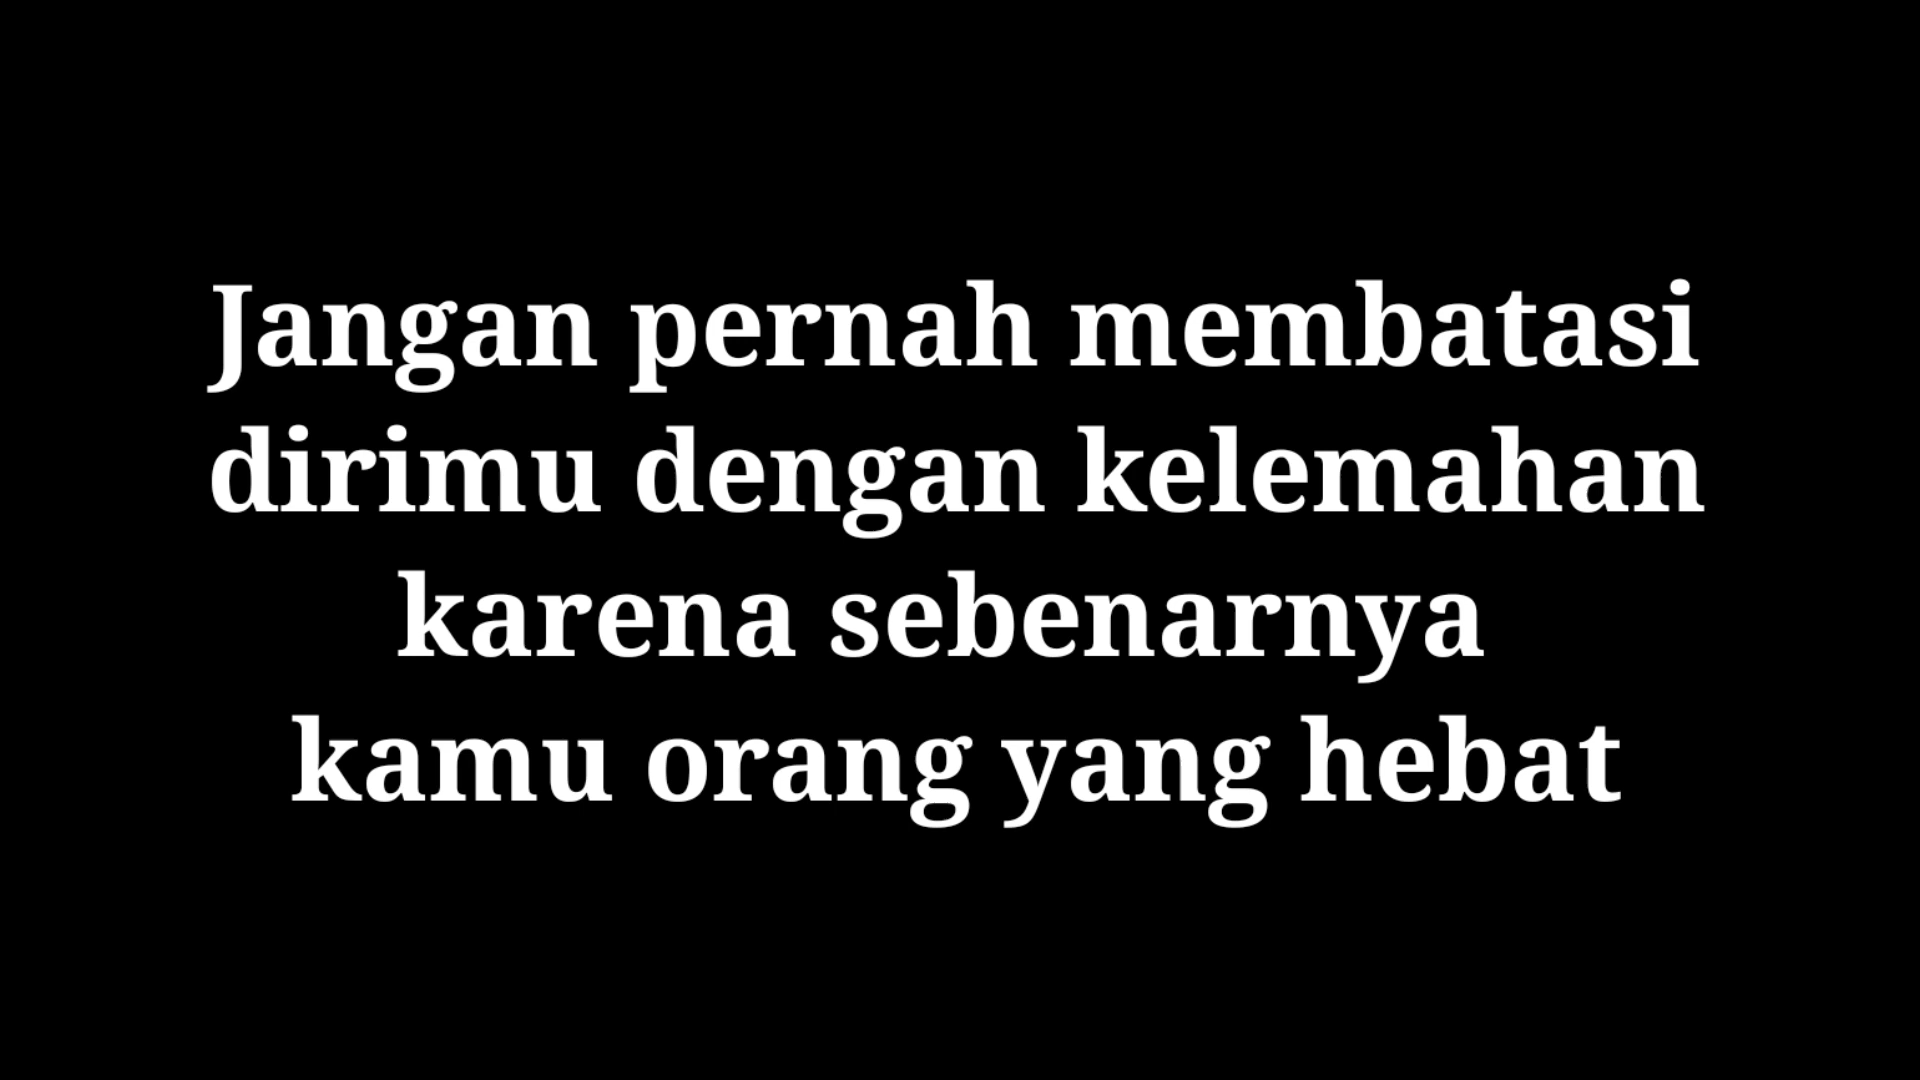 Jangan pernah membatasi
dirimu dengan kelemahan
karena sebenarnya
kamu orang yang hebat